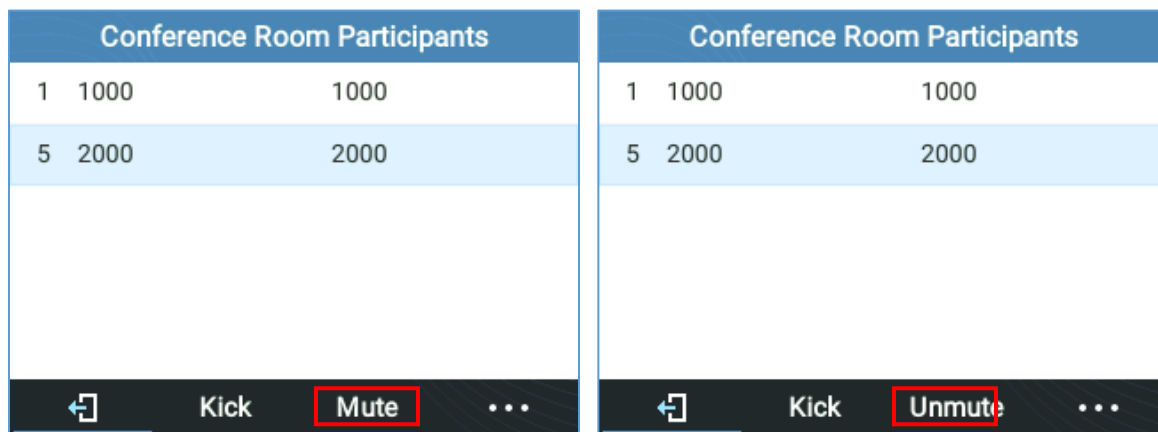 Conference Room Participants
1 1000 1000
5 2000 2000
Kick Mute ...
Conference Room Participants
1 1000 1000
5 2000 2000
Kick Unmute ...